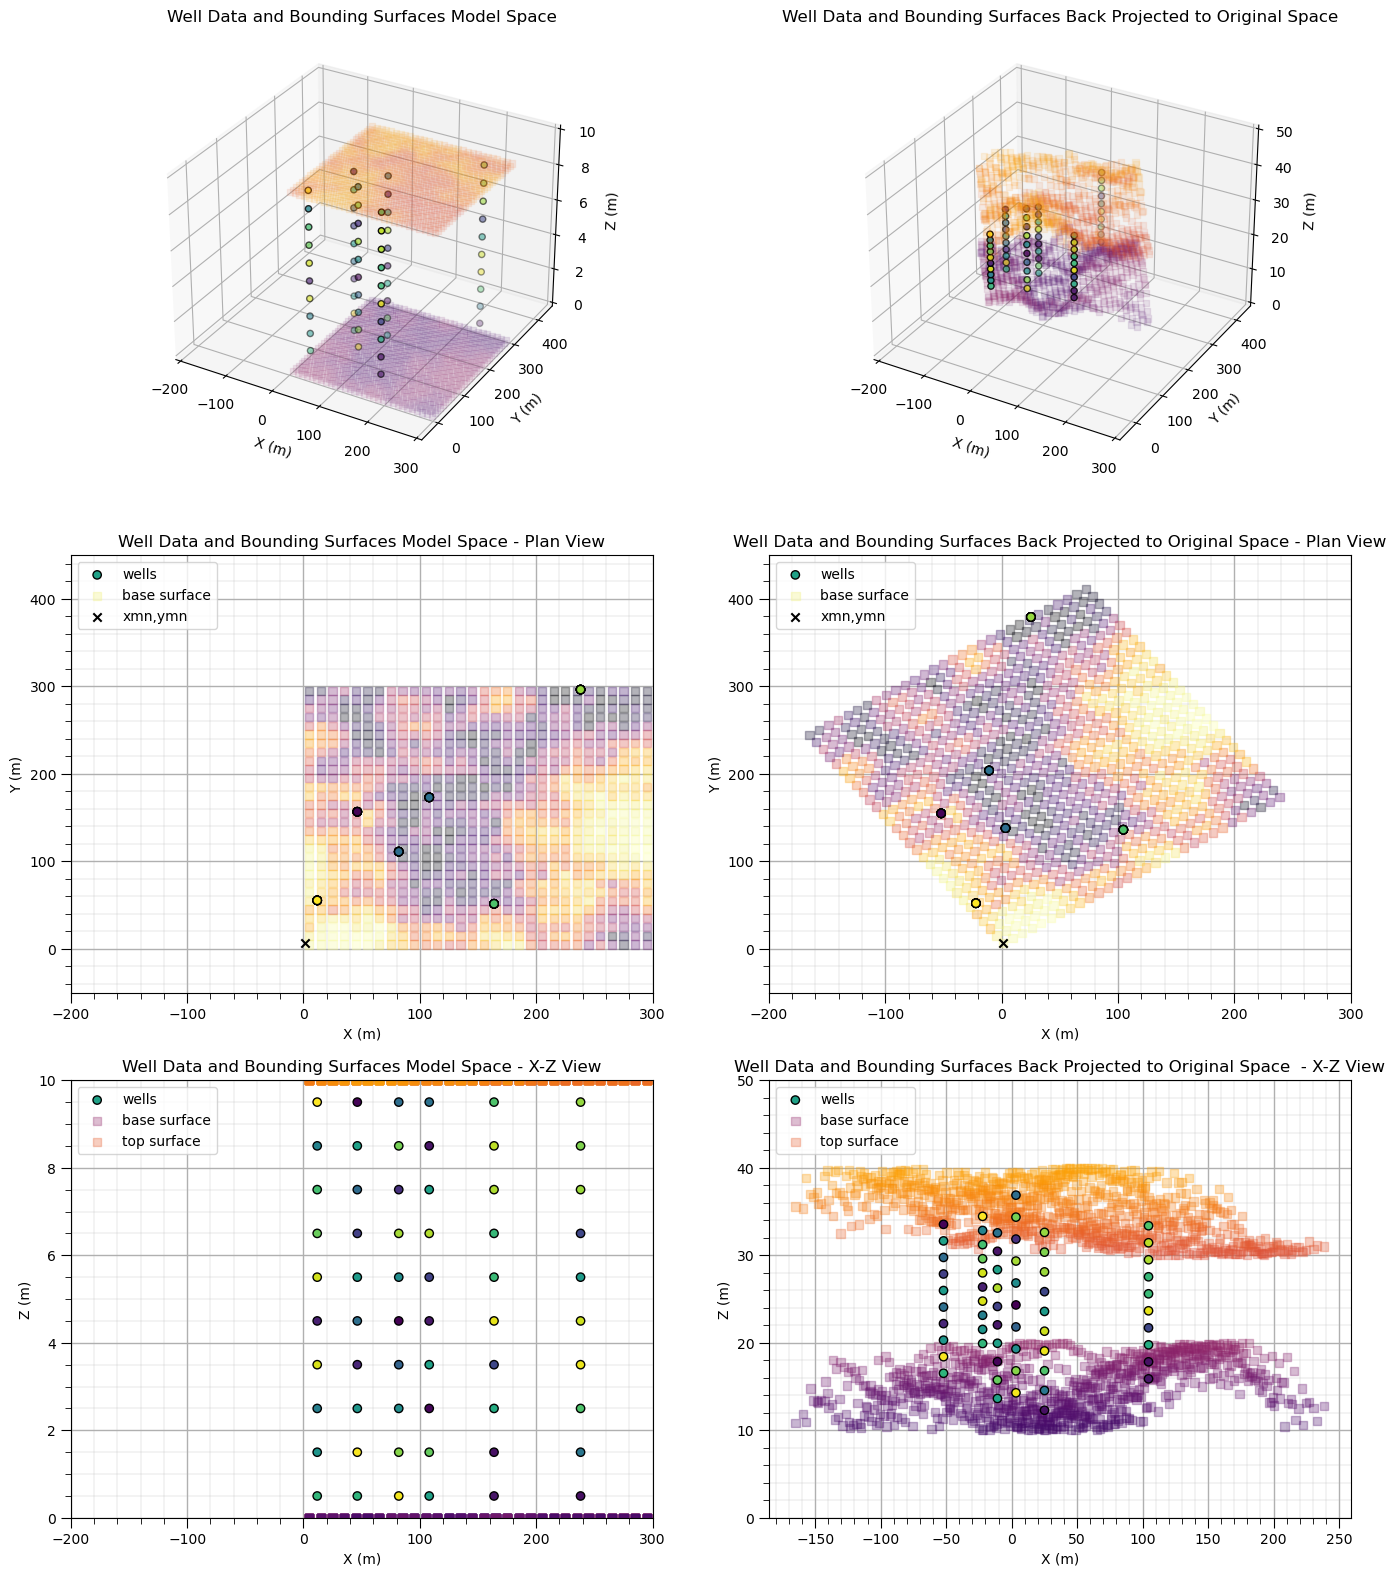 Well Data and Bounding Surfaces Model Space
10
8
6
4
2
0
Z (m)
−200
−100
0
100
200
300
X (m)
0
100
200
300
400
Y (m)
Well Data and Bounding Surfaces Back Projected to Original Space
50
40
30
20
10
0
Z (m)
−200
−100
0
100
200
300
X (m)
0
100
200
300
400
Y (m)
Well Data and Bounding Surfaces Model Space - Plan View
wells
base surface
xmn,ymn
400
300
200
100
0
Y (m)
−200
−100
0
100
200
300
X (m)
Well Data and Bounding Surfaces Back Projected to Original Space - Plan View
wells
base surface
xmn,ymn
400
300
200
100
0
Y (m)
−200
−100
0
100
200
300
X (m)
Well Data and Bounding Surfaces Model Space - X-Z View
wells
base surface
top surface
10
8
6
4
2
0
Z (m)
−200
−100
0
100
200
300
X (m)
Well Data and Bounding Surfaces Back Projected to Original Space  - X-Z View
wells
base surface
top surface
50
40
30
20
10
0
Z (m)
−150
−100
−50
0
50
100
150
200
250
X (m)